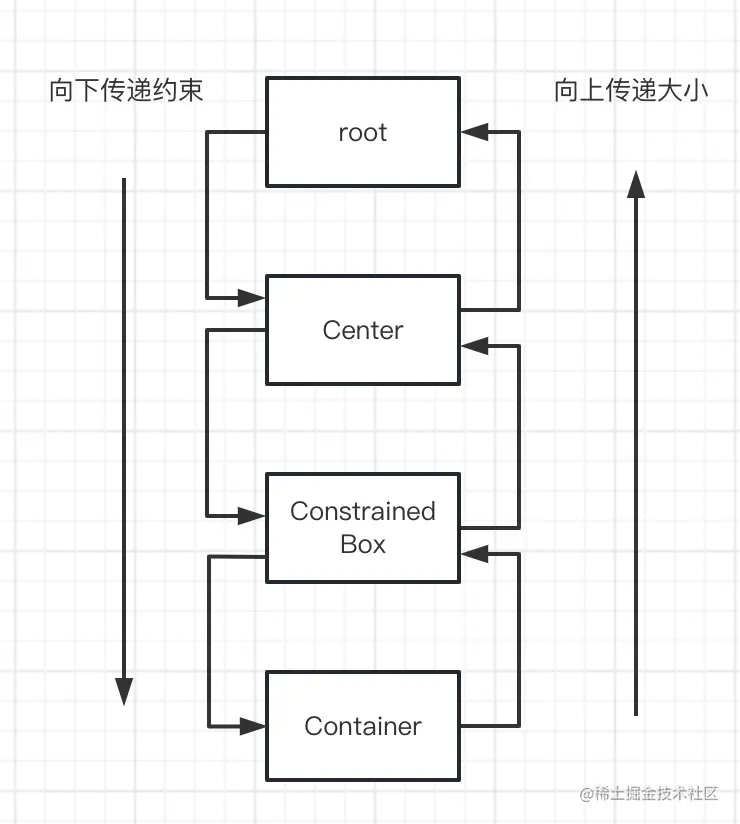 向下传递约束
向上传递大小
root
Center
Constrained
Box
Container
@稀土掘金技术社区